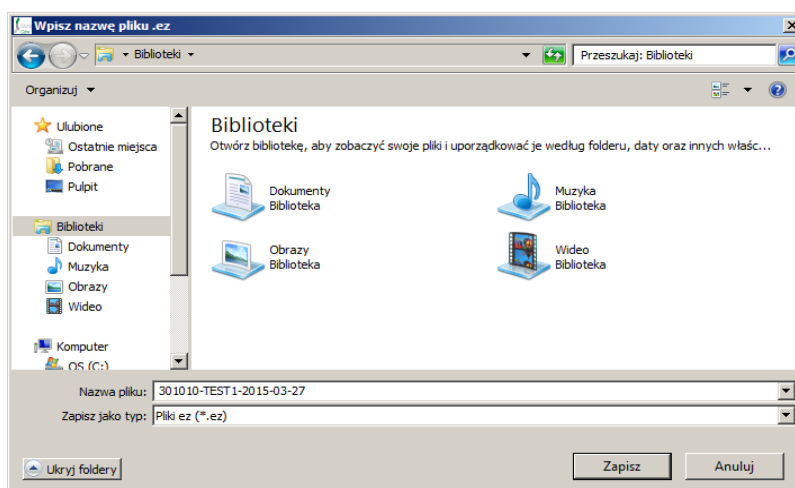 Wpisz nazwę pliku .ez
Biblioteki
Przeszukaj: Biblioteki
Organizuj
Ulubione
Ostatnie miejsca
Pobrane
Pulpit
Biblioteki
Dokumenty
Muzyka
Obrazy
Wideo
Komputer
OS (C:)
Biblioteki
Otwórz bibliotekę, aby zobaczyć swoje pliki i uporządkować je według folderu, daty oraz innych właśc...
Dokumenty
Biblioteka
Muzyka
Biblioteka
Obrazy
Biblioteka
Wideo
Biblioteka
Nazwa pliku: 301010-TEST1-2015-03-27
Zapisz jako typ: Pliki ez (*.ez)
Ukryj foldery
Zapisz
Anuluj